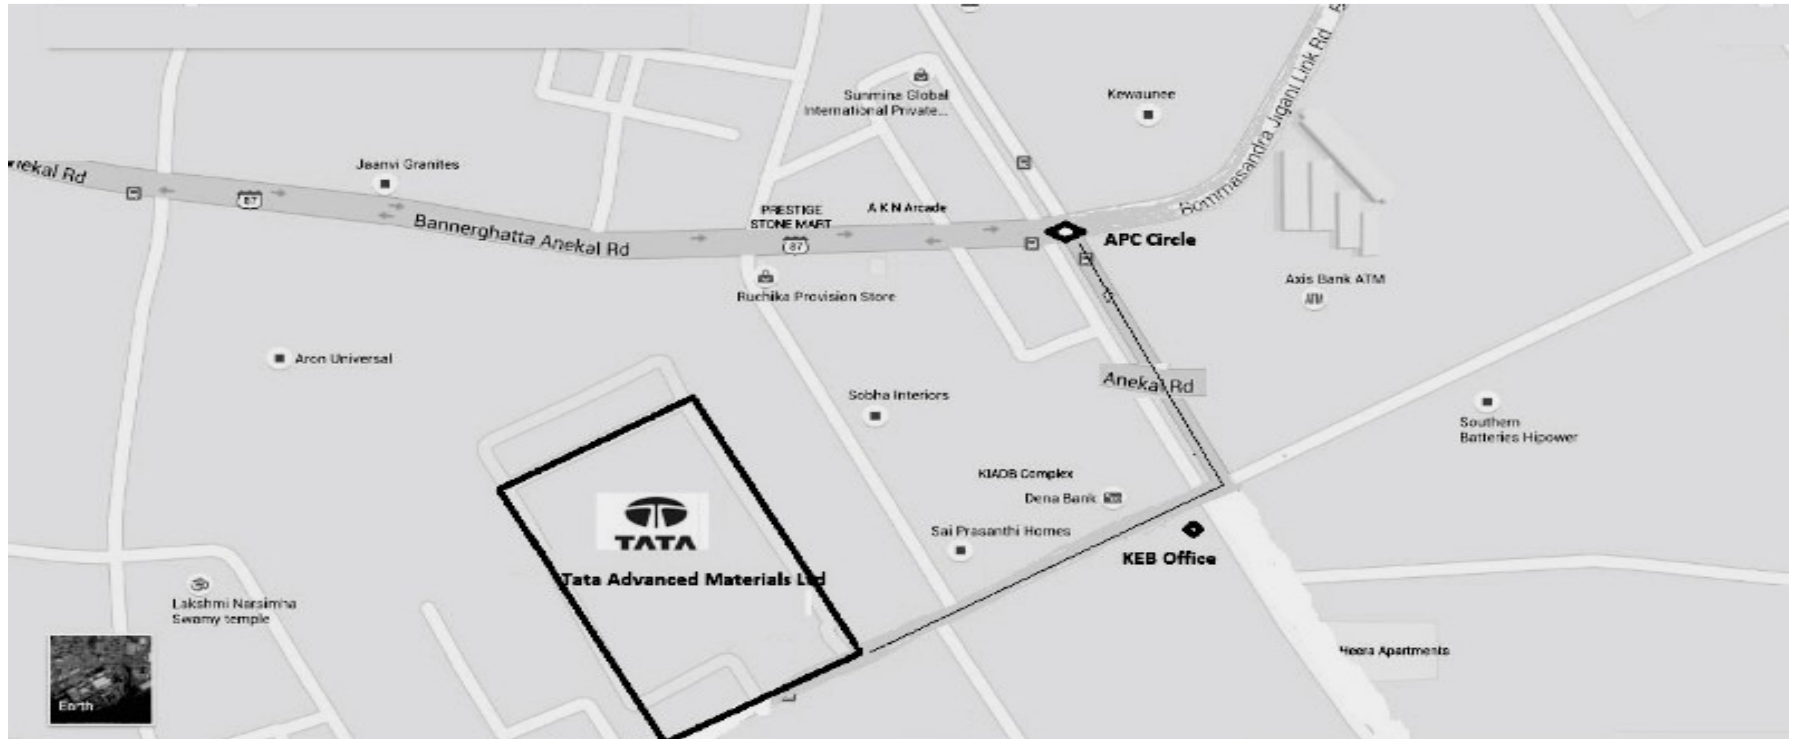 Sunmina Global
International Private...
Kewaunee
Bommasandra Jigani Link Rd
Jaanvi Granites
nekal Rd
87
Bannerghatta Anekal Rd
PRESTIGE
STONE MART
87
A K N Arcade
APC Circle
Ruchika Provision Store
Axis Bank ATM
ATM
Aron Universal
Anekal Rd
Sobha Interiors
Southern
Batteries Hipower
KIADB Complex
Dena Bank
Sai Prasanthi Homes
KEB Office
TATA
Tata Advanced Materials Ltd
Lakshmi Narsimha
Swamy temple
Heera Apartments
Earth